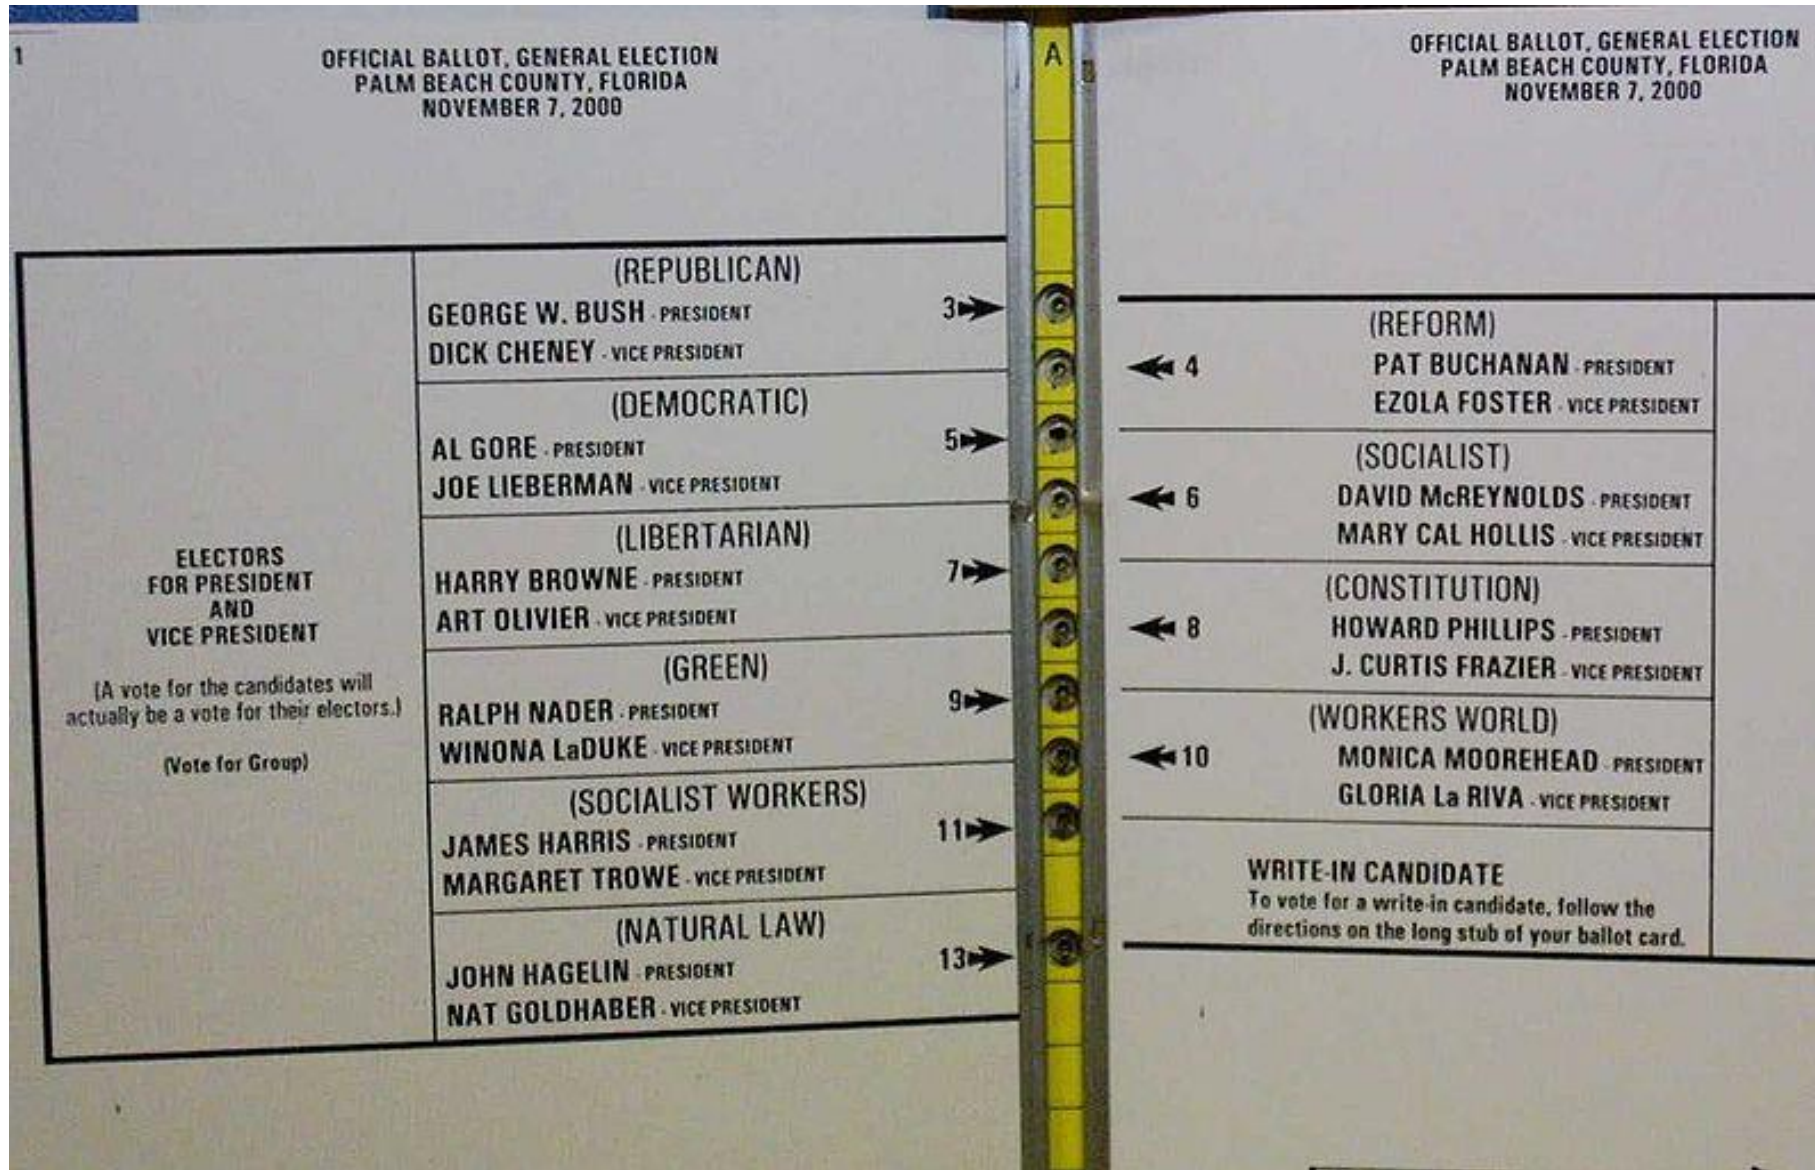 1
OFFICIAL BALLOT, GENERAL ELECTION
PALM BEACH COUNTY, FLORIDA
NOVEMBER 7, 2000
ELECTORS
FOR PRESIDENT
AND
VICE PRESIDENT
(A vote for the candidates will
actually be a vote for their electors.)
(Vote for Group)
(REPUBLICAN)
GEORGE W. BUSH - PRESIDENT 3
DICK CHENEY - VICE PRESIDENT
(DEMOCRATIC)
AL GORE - PRESIDENT 5
JOE LIEBERMAN - VICE PRESIDENT
(LIBERTARIAN)
HARRY BROWNE - PRESIDENT 7
ART OLIVIER - VICE PRESIDENT
(GREEN)
RALPH NADER - PRESIDENT 9
WINONA LaDUKE - VICE PRESIDENT
(SOCIALIST WORKERS)
JAMES HARRIS - PRESIDENT 11
MARGARET TROWE - VICE PRESIDENT
(NATURAL LAW)
JOHN HAGELIN - PRESIDENT 13
NAT GOLDHABER - VICE PRESIDENT
A
OFFICIAL BALLOT, GENERAL ELECTION
PALM BEACH COUNTY, FLORIDA
NOVEMBER 7, 2000
(REFORM)
4 PAT BUCHANAN - PRESIDENT
EZOLA FOSTER - VICE PRESIDENT
(SOCIALIST)
6 DAVID McREYNOLDS - PRESIDENT
MARY CAL HOLLIS - VICE PRESIDENT
(CONSTITUTION)
8 HOWARD PHILLIPS - PRESIDENT
J. CURTIS FRAZIER - VICE PRESIDENT
(WORKERS WORLD)
10 MONICA MOOREHEAD - PRESIDENT
GLORIA La RIVA - VICE PRESIDENT
WRITE-IN CANDIDATE
To vote for a write-in candidate, follow the
directions on the long stub of your ballot card.